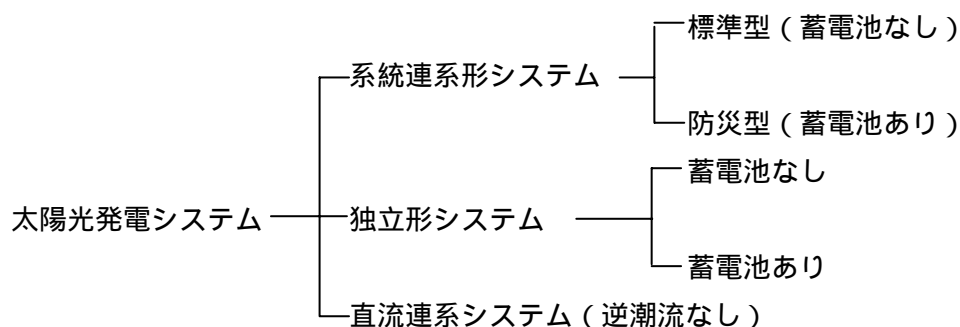 標準型（蓄電池なし）
系統連系形システム
防災型（蓄電池あり）
蓄電池なし
太陽光発電システム
独立形システム
蓄電池あり
直流連系システム（逆潮流なし）